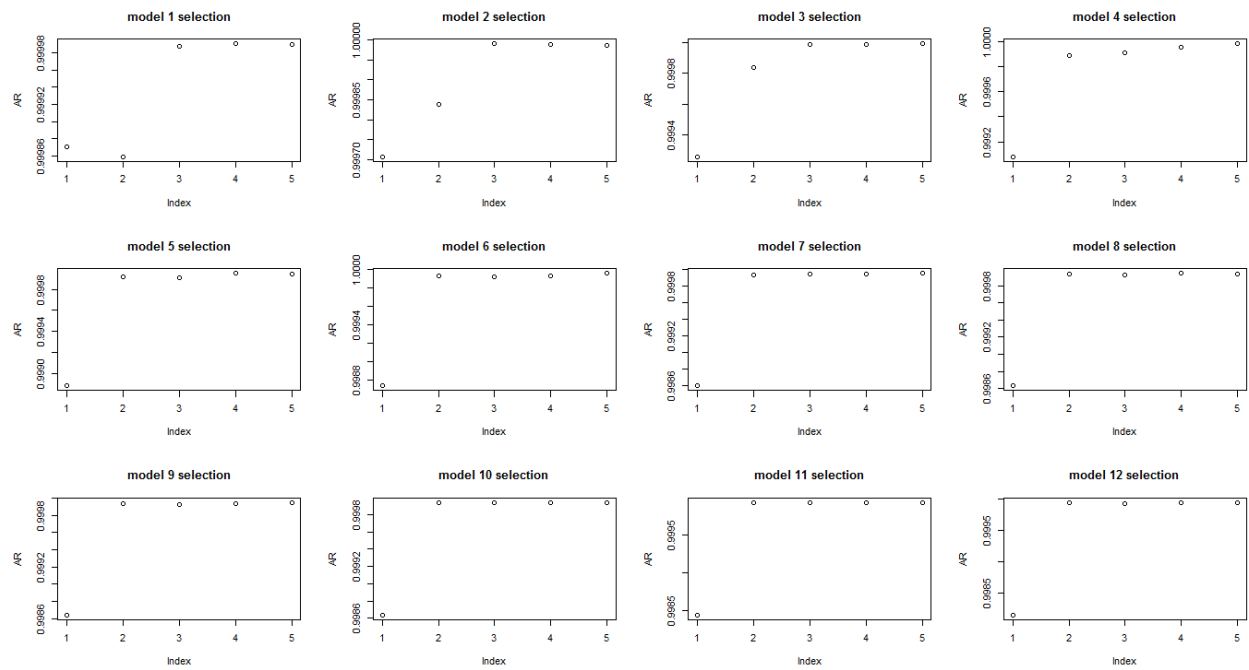 model 1 selection
AR
0.99986 0.99992 0.99998
1 2 3 4 5
Index
model 2 selection
AR
0.99970 0.99985 1.00000
1 2 3 4 5
Index
model 3 selection
AR
0.9994 0.9998
1 2 3 4 5
Index
model 4 selection
AR
0.9992 0.9996 1.0000
1 2 3 4 5
Index
model 5 selection
AR
0.9990 0.9994 0.9998
1 2 3 4 5
Index
model 6 selection
AR
0.9988 0.9994 1.0000
1 2 3 4 5
Index
model 7 selection
AR
0.9986 0.9992 0.9998
1 2 3 4 5
Index
model 8 selection
AR
0.9986 0.9992 0.9998
1 2 3 4 5
Index
model 9 selection
AR
0.9986 0.9992 0.9998
1 2 3 4 5
Index
model 10 selection
AR
0.9986 0.9992 0.9998
1 2 3 4 5
Index
model 11 selection
AR
0.9985 0.9995
1 2 3 4 5
Index
model 12 selection
AR
0.9985 0.9995
1 2 3 4 5
Index